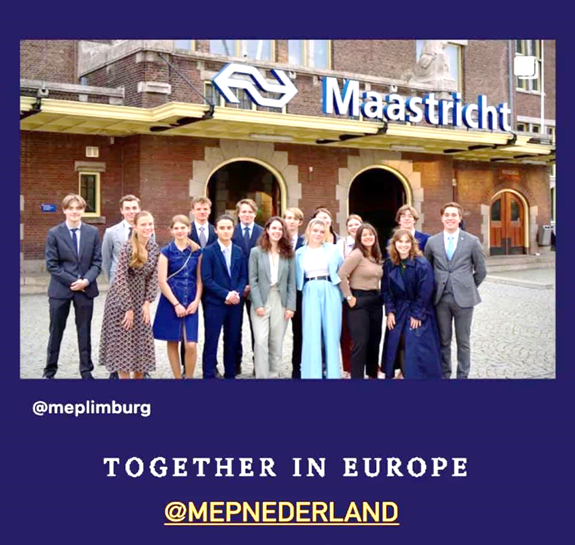 Maastricht
@meplimburg
TOGETHER IN EUROPE
@MEPNEDERLAND